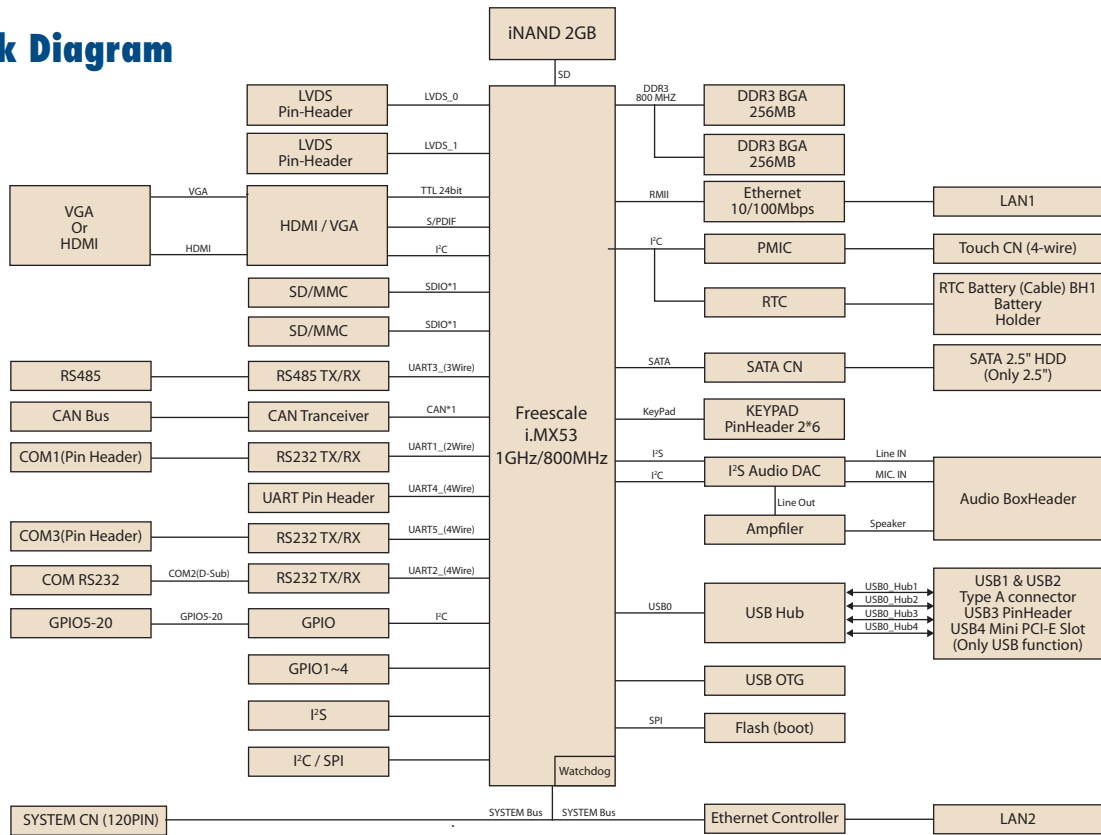 k Diagram
iNAND 2GB
SD
LVDS
Pin-Header
LVDS_0
LVDS
Pin-Header
LVDS_1
VGA
Or
HDMI
VGA
HDMI
HDMI / VGA
TTL 24bit
S/PDIF
I²C
SD/MMC
SDIO*1
SD/MMC
SDIO*1
RS485
RS485 TX/RX
UART3_(3Wire)
CAN Bus
CAN Tranceiver
CAN*1
COM1(Pin Header)
RS232 TX/RX
UART1_(2Wire)
UART Pin Header
UART4_(4Wire)
COM3(Pin Header)
RS232 TX/RX
UART5_(4Wire)
COM RS232
COM2(D-Sub)
RS232 TX/RX
UART2_(4Wire)
GPIO5-20
GPIO5-20
GPIO
I²C
GPIO1~4
I²S
I²C / SPI
Freescale
i.MX53
1GHz/800MHz
Watchdog
DDR3
800 MHZ
DDR3 BGA
256MB
DDR3 BGA
256MB
RMII
Ethernet
10/100Mbps
LAN1
I²C
PMIC
Touch CN (4-wire)
RTC
RTC Battery (Cable) BH1
Battery
Holder
SATA
SATA CN
SATA 2.5" HDD
(Only 2.5")
KeyPad
KEYPAD
PinHeader 2*6
I²S
I²C
I²S Audio DAC
Line IN
MIC. IN
Line Out
Ampfiler
Speaker
Audio BoxHeader
USB0
USB Hub
USB0_Hub1
USB0_Hub2
USB0_Hub3
USB0_Hub4
USB1 & USB2
Type A connector
USB3 PinHeader
USB4 Mini PCI-E Slot
(Only USB function)
USB OTG
SPI
Flash (boot)
SYSTEM CN (120PIN)
SYSTEM Bus
SYSTEM Bus
Ethernet Controller
LAN2